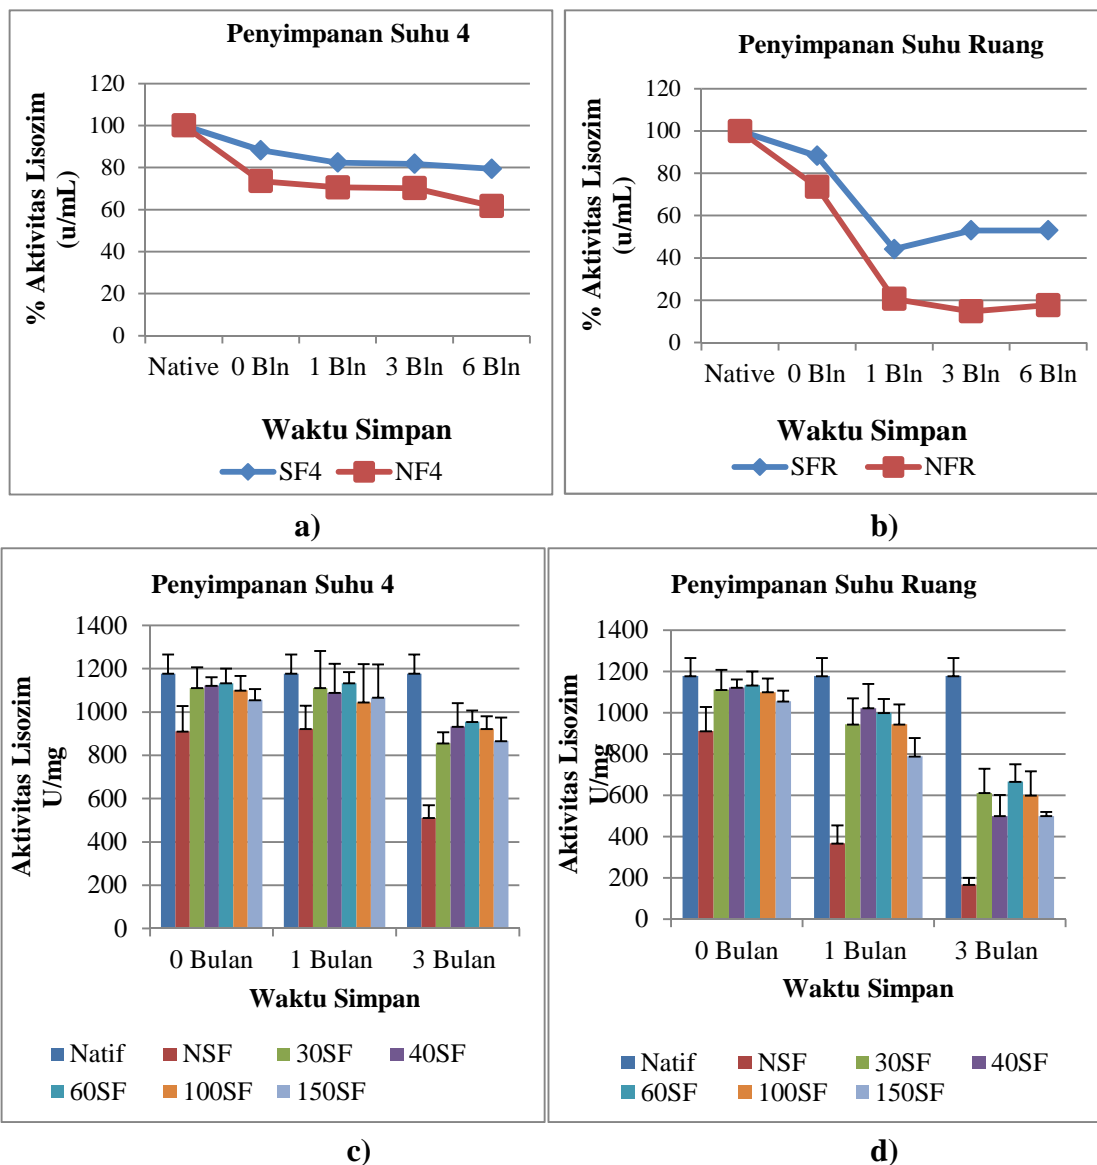 Penyimpanan Suhu 4
% Aktivitas Lisozim
(u/mL)
120
100
80
60
40
20
0
Native 0 Bln 1 Bln 3 Bln 6 Bln
Waktu Simpan
SF4 NF4
a)
Penyimpanan Suhu Ruang
% Aktivitas Lisozim
(u/mL)
120
100
80
60
40
20
0
Native 0 Bln 1 Bln 3 Bln 6 Bln
Waktu Simpan
SFR NFR
b)
Penyimpanan Suhu 4
Aktivitas Lisozim
U/mg
1400
1200
1000
800
600
400
200
0
0 Bulan 1 Bulan 3 Bulan
Waktu Simpan
Natif NSF 30SF 40SF
60SF 100SF 150SF
c)
Penyimpanan Suhu Ruang
Aktivitas Lisozim
U/mg
1400
1200
1000
800
600
400
200
0
0 Bulan 1 Bulan 3 Bulan
Waktu Simpan
Natif NSF 30SF 40SF
60SF 100SF 150SF
d)